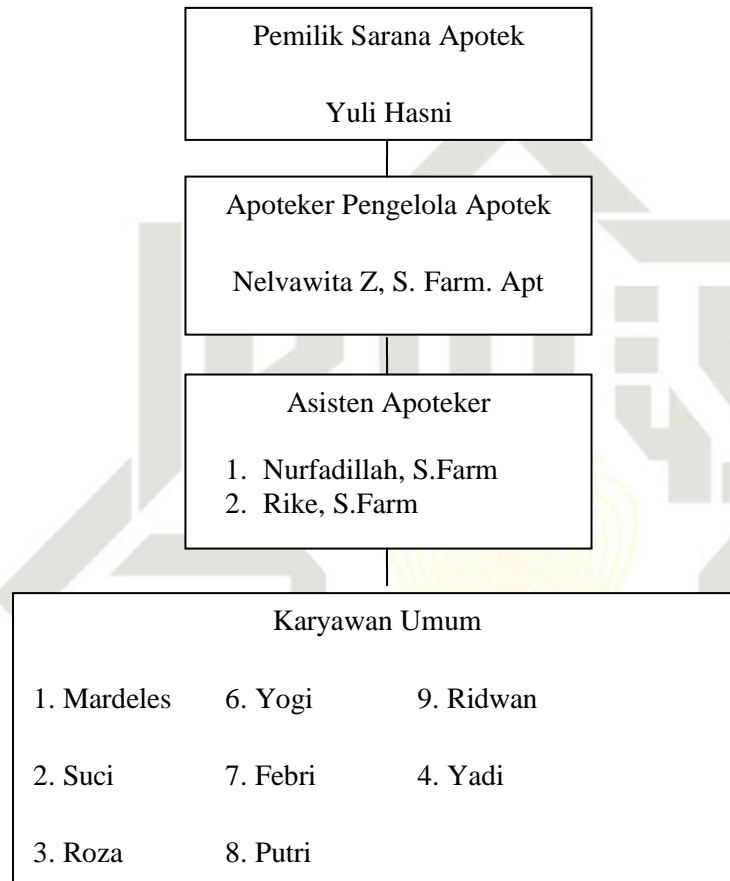 Pemilik Sarana Apotek
Yuli Hasni
Apoteker Pengelola Apotek
Nelvawita Z, S. Farm. Apt
Asisten Apoteker
1. Nurfadillah, S.Farm
2. Rike, S.Farm
Karyawan Umum
1. Mardeles 6. Yogi 9. Ridwan
2. Suci 7. Febri 4. Yadi
3. Roza 8. Putri